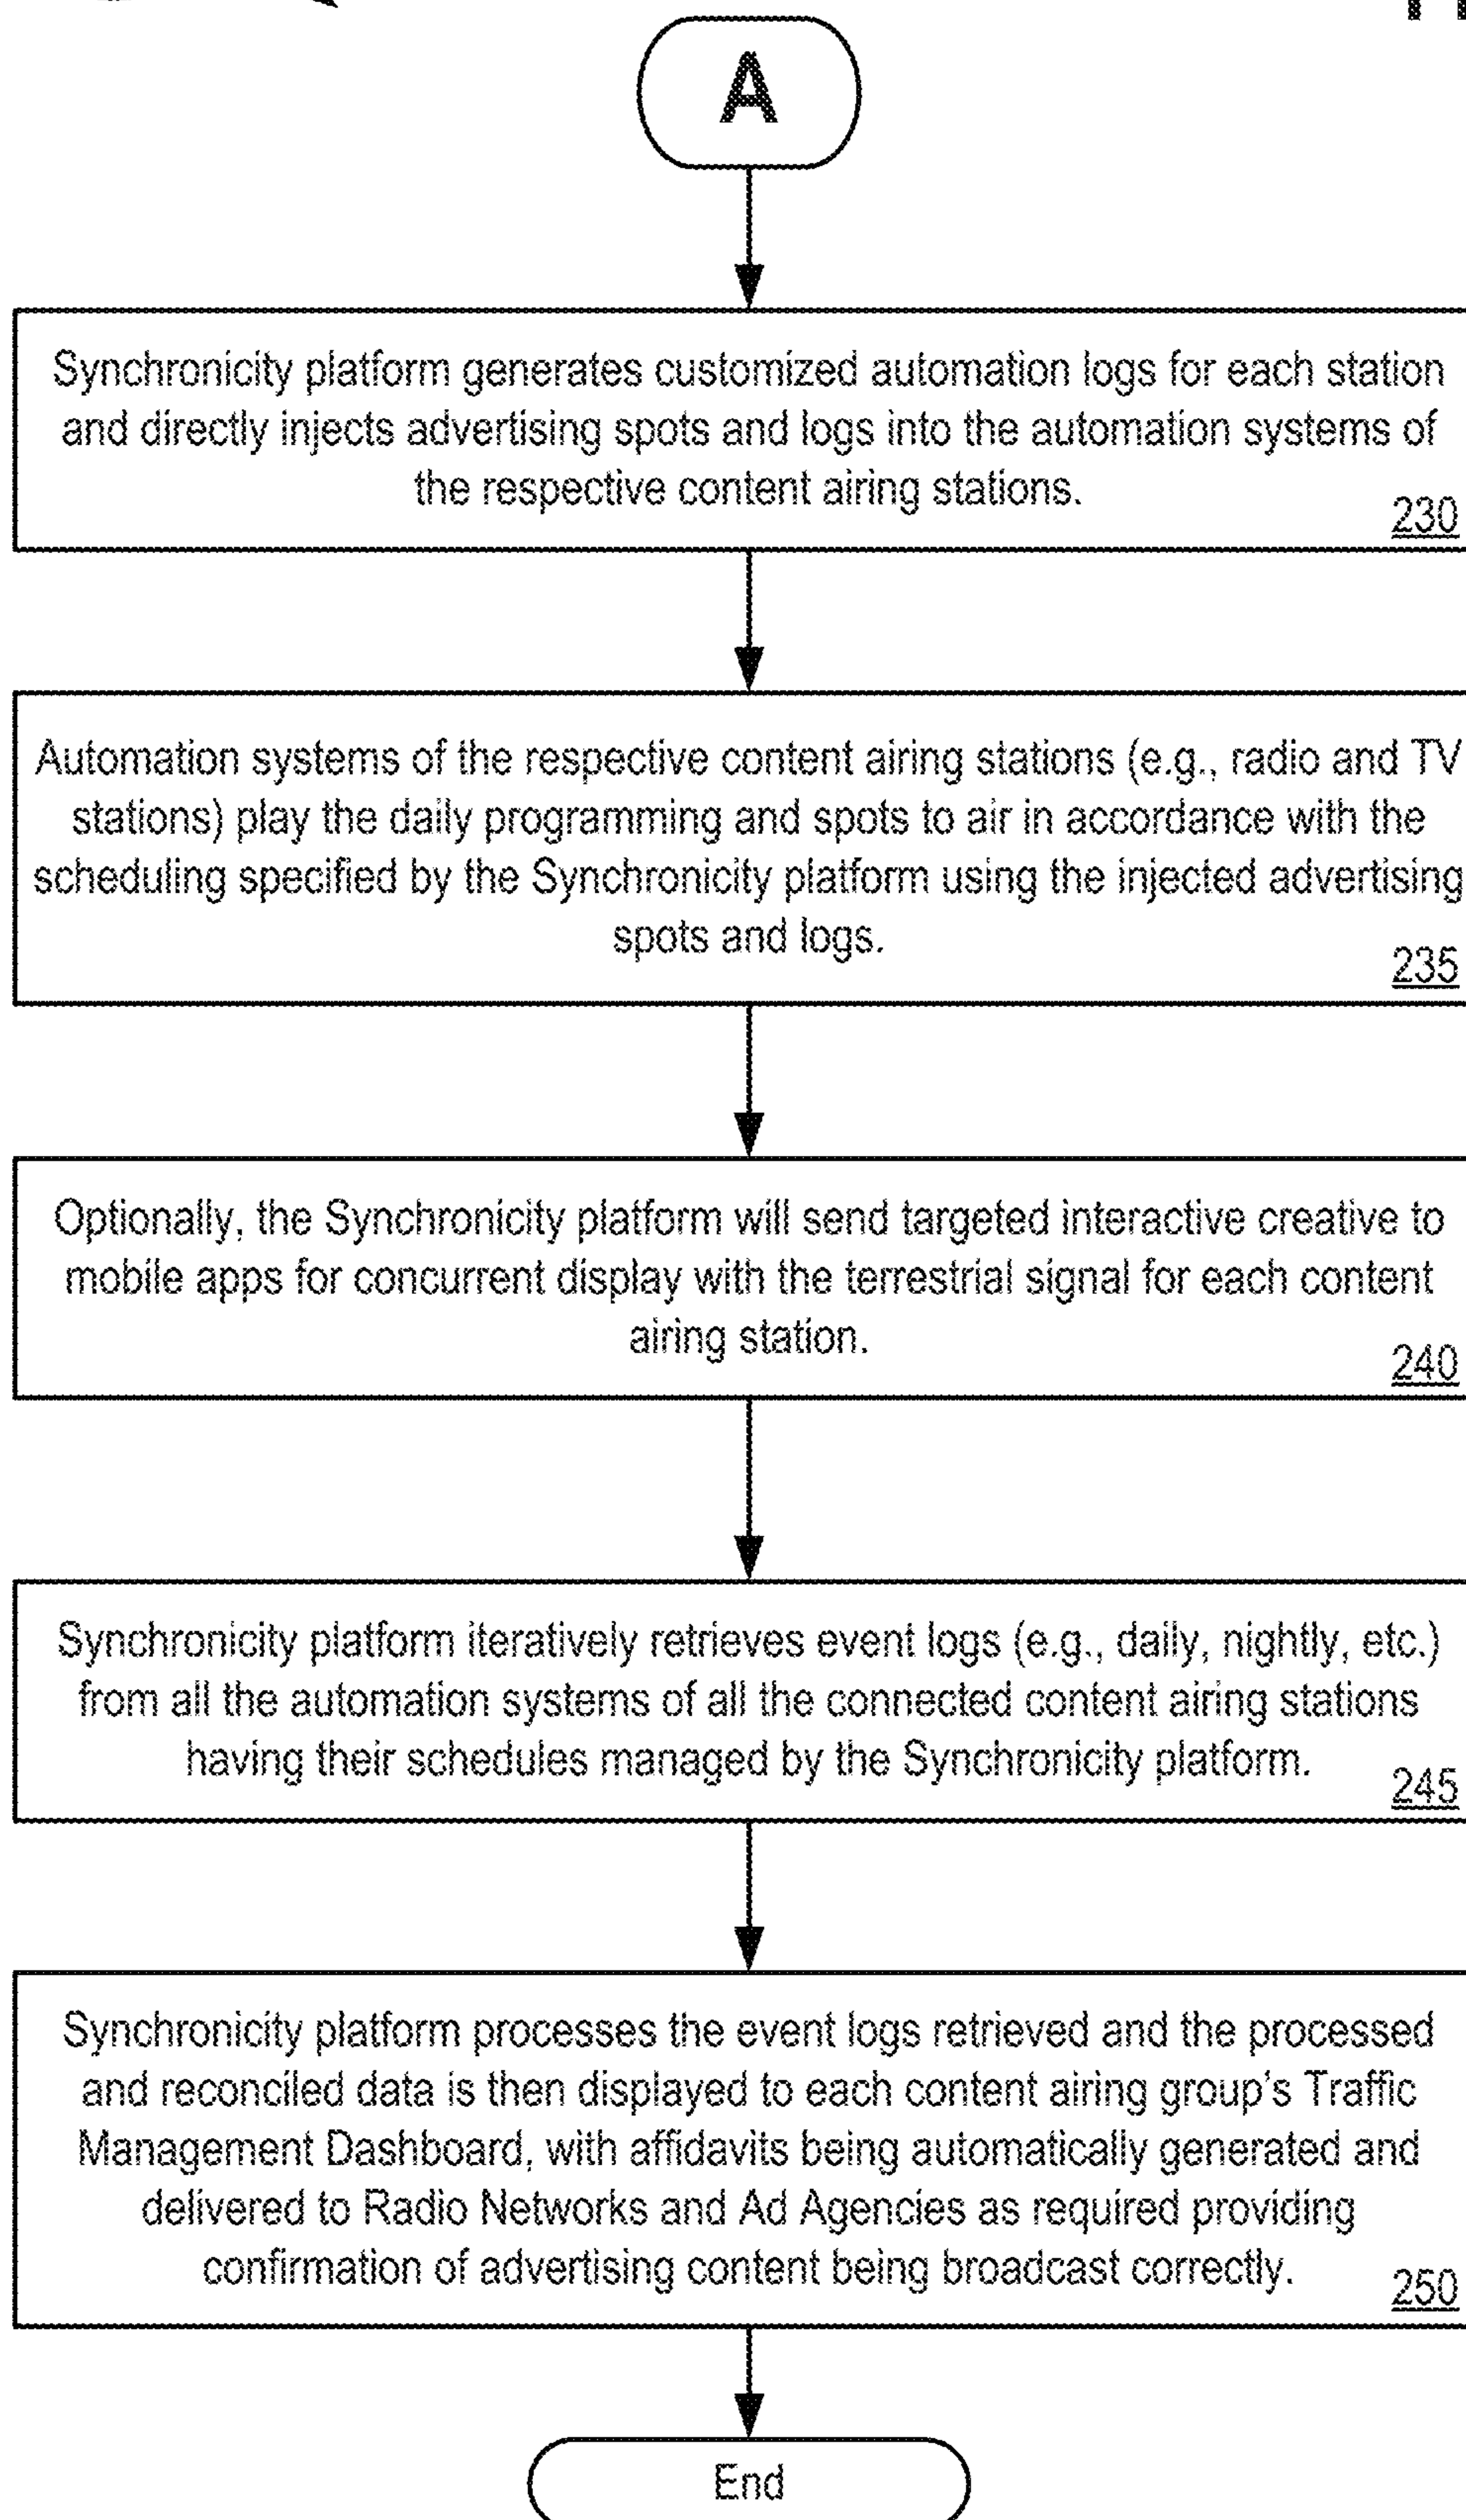 A
Synchronicity platform generates customized automation logs for each station
and directly injects advertising spots and logs into the automation systems of
the respective content airing stations.
230
Automation systems of the respective content airing stations (e.g., radio and TV
stations) play the daily programming and spots to air in accordance with the
scheduling specified by the Synchronicity platform using the injected advertising
spots and logs.
235
Optionally, the Synchronicity platform will send targeted interactive creative to
mobile apps for concurrent display with the terrestrial signal for each content
airing station.
240
Synchronicity platform iteratively retrieves event logs (e.g., daily, nightly, etc.)
from all the automation systems of all the connected content airing stations
having their schedules managed by the Synchronicity platform.
245
Synchronicity platform processes the event logs retrieved and the processed
and reconciled data is then displayed to each content airing group's Traffic
Management Dashboard, with affidavits being automatically generated and
delivered to Radio Networks and Ad Agencies as required providing
confirmation of advertising content being broadcast correctly.
250
End